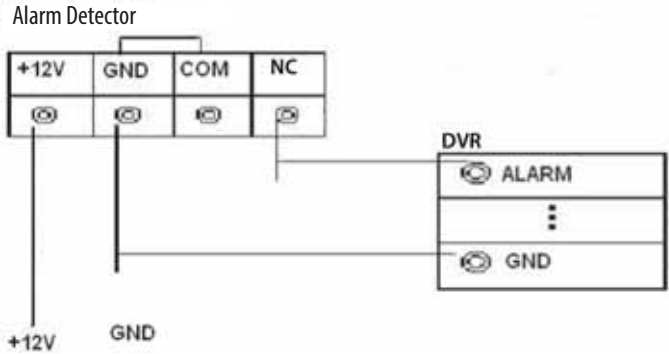 Alarm Detector
+12V GND COM NC
DVR
ALARM
GND
+12V GND